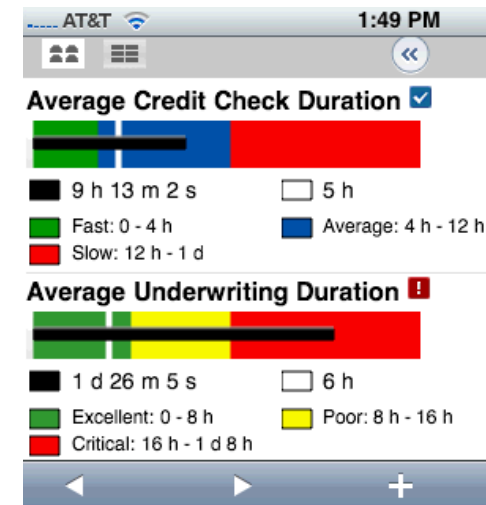 AT&T 1:49 PM
Average Credit Check Duration
9 h 13 m 2 s 5 h
Fast: 0 - 4 h Average: 4 h - 12 h
Slow: 12 h - 1 d
Average Underwriting Duration !
1 d 26 m 5 s 6 h
Excellent: 0 - 8 h Poor: 8 h - 16 h
Critical: 16 h - 1 d 8 h